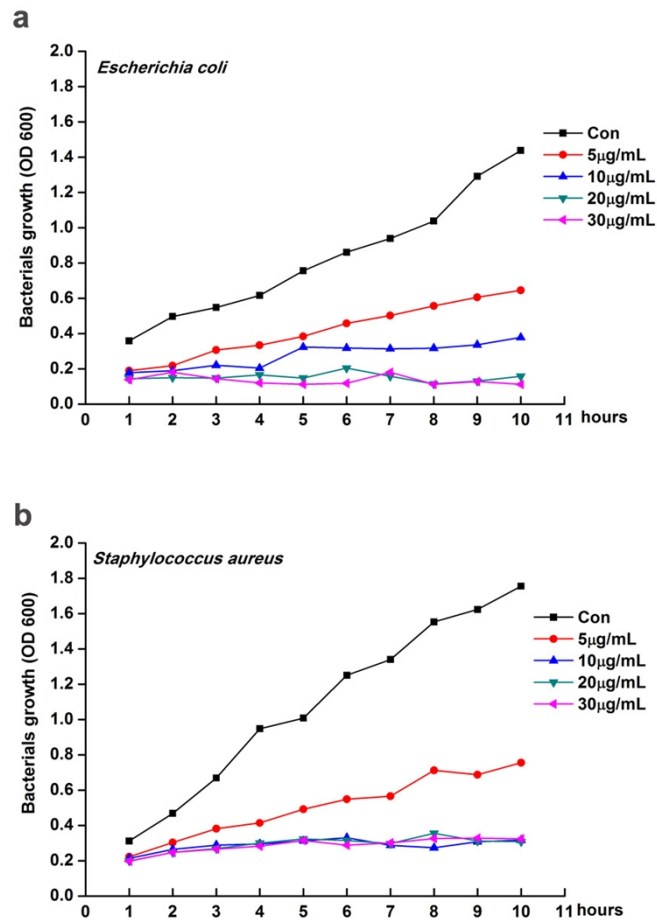 a
Escherichia coli
Bacterials growth (OD 600)
2.0
1.8
1.6
1.4
1.2
1.0
0.8
0.6
0.4
0.2
0.0
0 1 2 3 4 5 6 7 8 9 10 11 hours
Con
5μg/mL
10μg/mL
20μg/mL
30μg/mL
b
Staphylococcus aureus
Bacterials growth (OD 600)
2.0
1.8
1.6
1.4
1.2
1.0
0.8
0.6
0.4
0.2
0.0
0 1 2 3 4 5 6 7 8 9 10 11 hours
Con
5μg/mL
10μg/mL
20μg/mL
30μg/mL